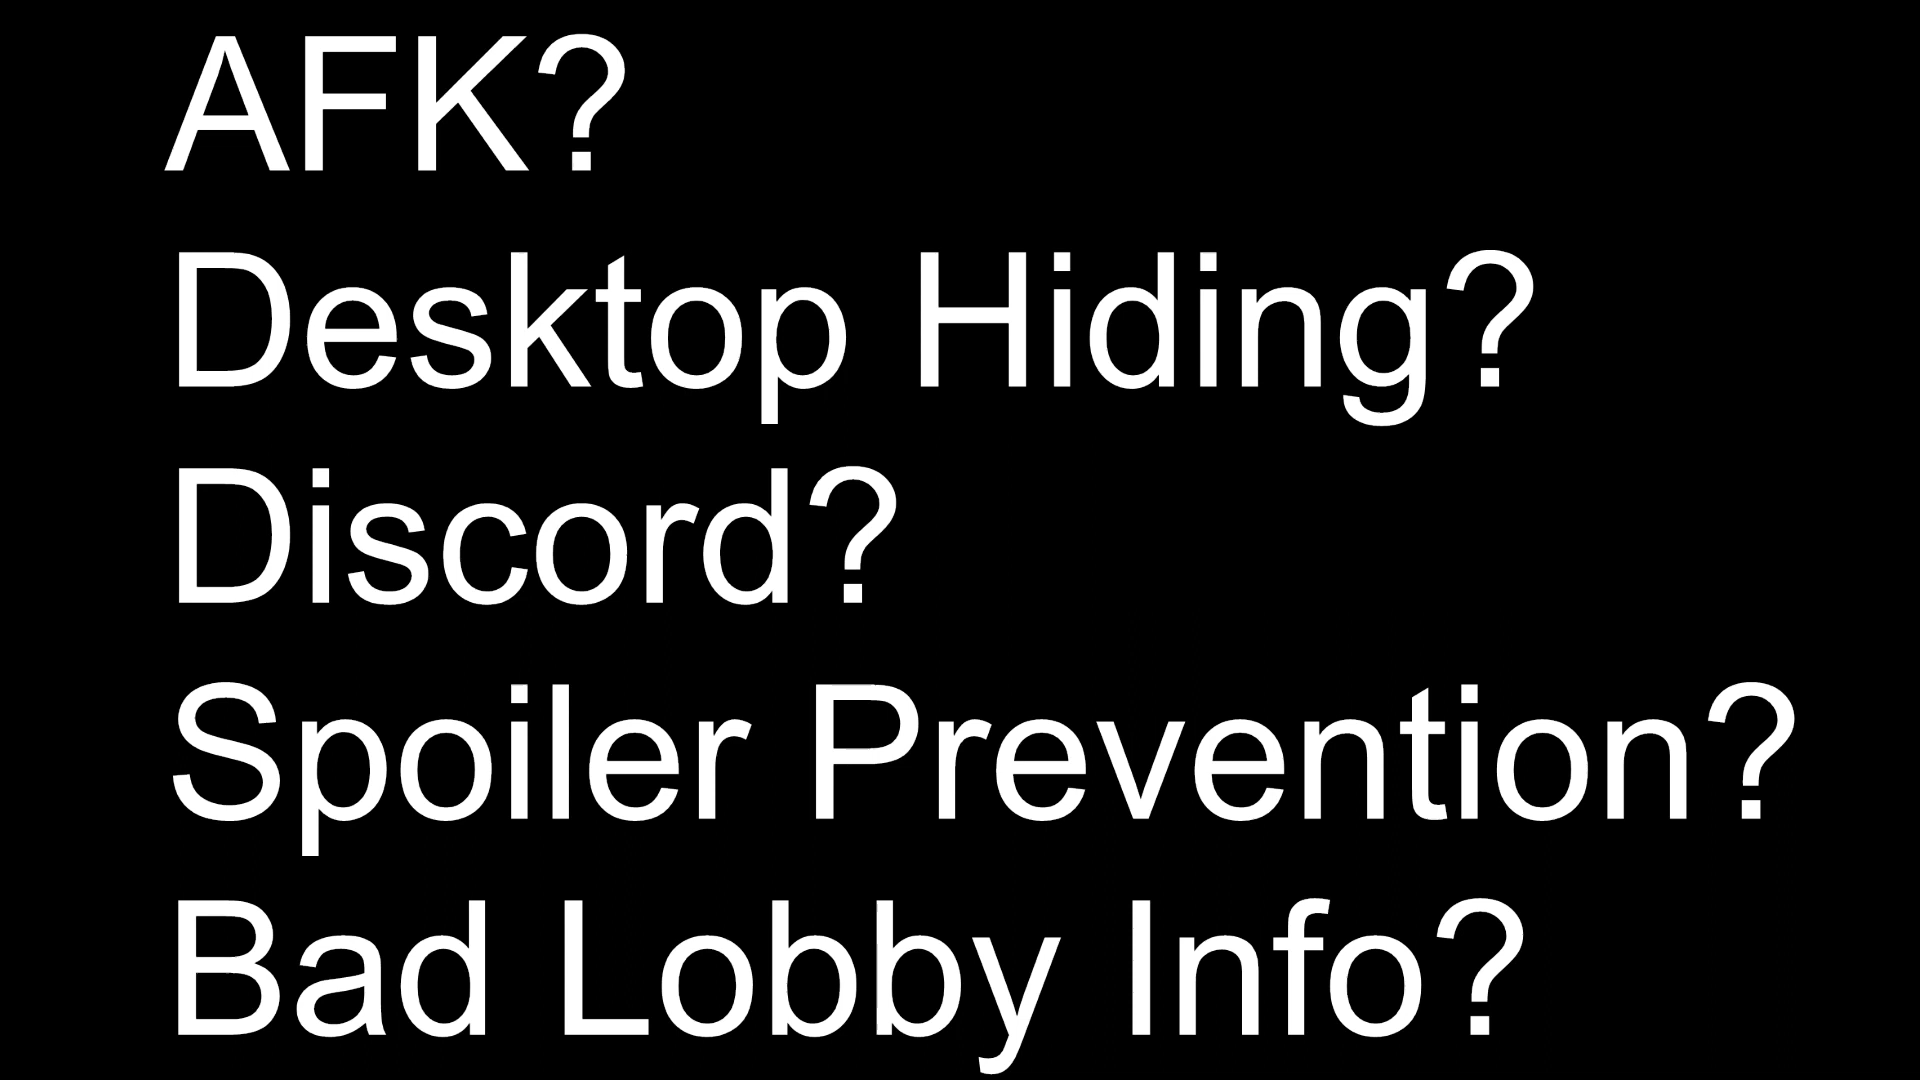 AFK?
Desktop Hiding?
Discord?
Spoiler Prevention?
Bad Lobby Info?